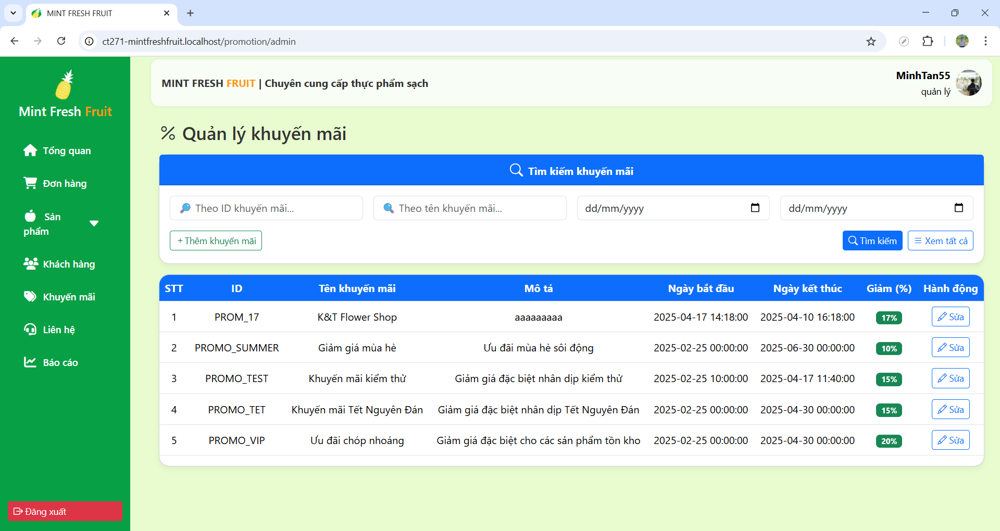 MINT FRESH FRUIT
ct271-mintfreshfruit.localhost/promotion/admin
Mint Fresh Fruit
Tổng quan
Đơn hàng
Sản
phẩm
Khách hàng
Khuyến mãi
Liên hệ
Báo cáo
Đăng xuất
MINT FRESH FRUIT | Chuyên cung cấp thực phẩm sạch
MinhTan55
quản lý
% Quản lý khuyến mãi
Tìm kiếm khuyến mãi
Theo ID khuyến mãi... Theo tên khuyến mãi... dd/mm/yyyy dd/mm/yyyy
+ Thêm khuyến mãi Tìm kiếm Xem tất cả
STT ID Tên khuyến mãi Mô tả Ngày bắt đầu Ngày kết thúc Giảm (%) Hành động
1 PROM_17 K&T Flower Shop aaaaaaaaa 2025-04-17 14:18:00 2025-04-10 16:18:00 17% Sửa
2 PROMO_SUMMER Giảm giá mùa hè Ưu đãi mùa hè sôi động 2025-02-25 00:00:00 2025-06-30 00:00:00 10% Sửa
3 PROMO_TEST Khuyến mãi kiểm thử Giảm giá đặc biệt nhân dịp kiểm thử 2025-02-25 10:00:00 2025-04-17 11:40:00 15% Sửa
4 PROMO_TET Khuyến mãi Tết Nguyên Đán Giảm giá đặc biệt nhân dịp Tết Nguyên Đán 2025-02-25 00:00:00 2025-04-30 00:00:00 15% Sửa
5 PROMO_VIP Ưu đãi chóp nhoáng Giảm giá đặc biệt cho các sản phẩm tồn kho 2025-02-25 00:00:00 2025-04-30 00:00:00 20% Sửa